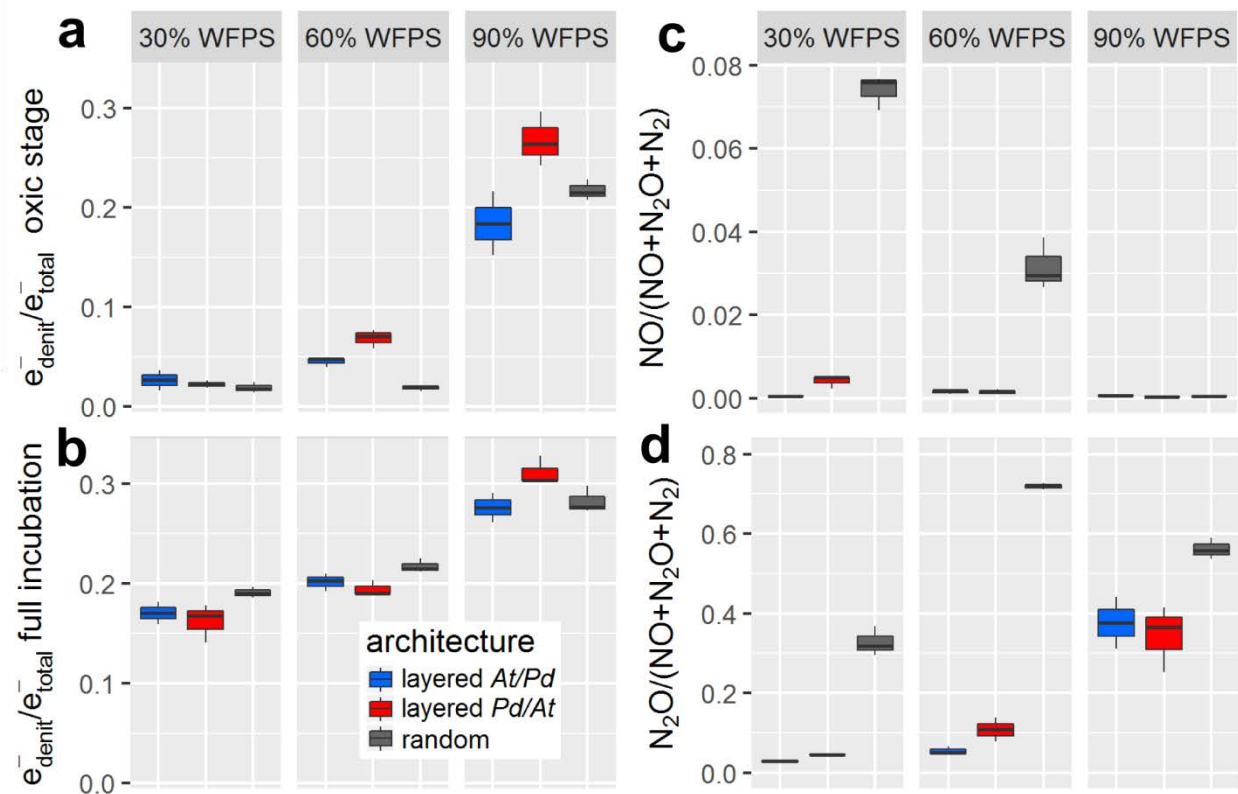 a
30% WFPS 60% WFPS 90% WFPS
e⁻denit/e⁻total oxic stage
0.3
0.2
0.1
0.0
b
e⁻denit/e⁻total full incubation
0.3
0.2
0.1
0.0
architecture
layered At/Pd
layered Pd/At
random
c
30% WFPS 60% WFPS 90% WFPS
NO/(NO+N₂O+N₂)
0.08
0.06
0.04
0.02
0.00
d
N₂O/(NO+N₂O+N₂)
0.8
0.6
0.4
0.2
0.0